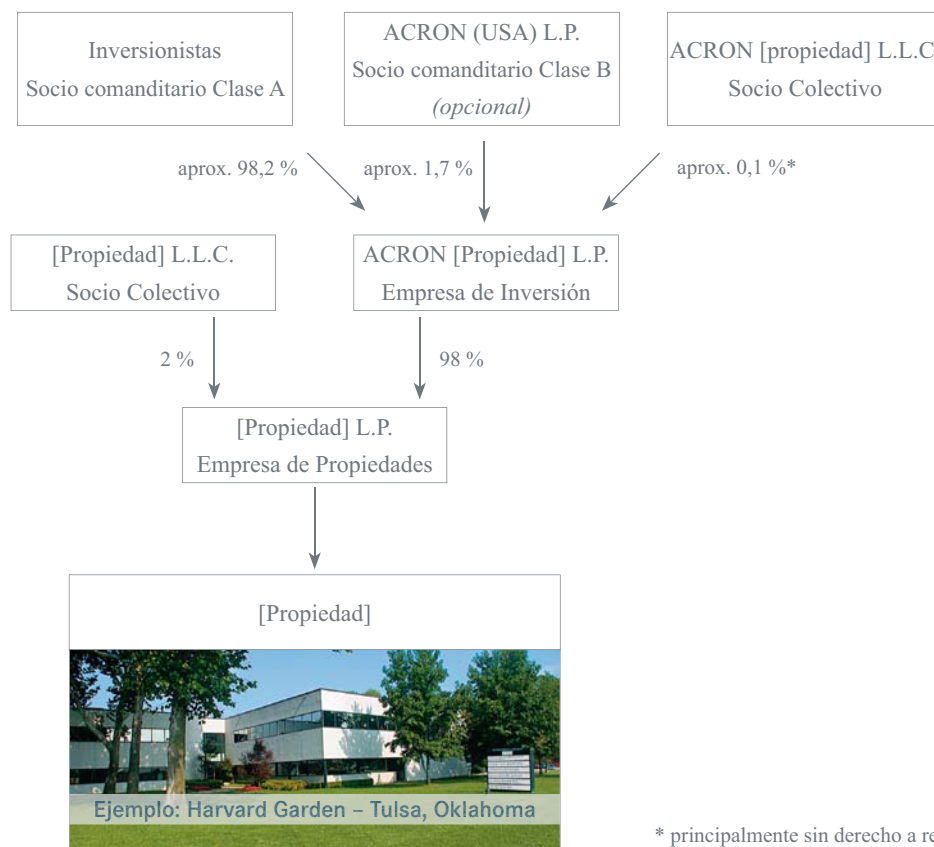 Inversionistas
Socio comanditario Clase A
ACRON (USA) L.P.
Socio comanditario Clase B
(opcional)
ACRON [propiedad] L.L.C
Socio Colectivo
aprox. 98,2 %
aprox. 1,7 %
aprox. 0,1 %*
[Propiedad] L.L.C.
Socio Colectivo
ACRON [Propiedad] L.P.
Empresa de Inversión
2 %
98 %
[Propiedad] L.P.
Empresa de Propiedades
[Propiedad]
Ejemplo: Harvard Garden – Tulsa, Oklahoma
* principalmente sin derecho a re